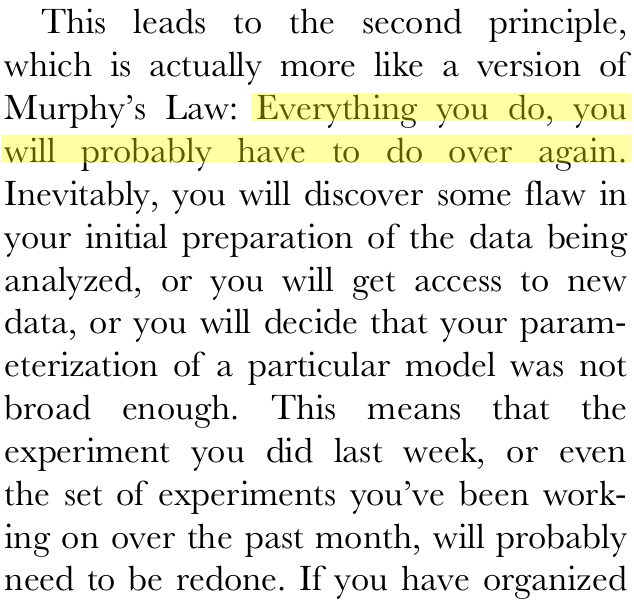 This leads to the second principle,
which is actually more like a version of
Murphy’s Law: Everything you do, you
will probably have to do over again.
Inevitably, you will discover some flaw in
your initial preparation of the data being
analyzed, or you will get access to new
data, or you will decide that your param-
eterization of a particular model was not
broad enough. This means that the
experiment you did last week, or even
the set of experiments you’ve been work-
ing on over the past month, will probably
need to be redone. If you have organized